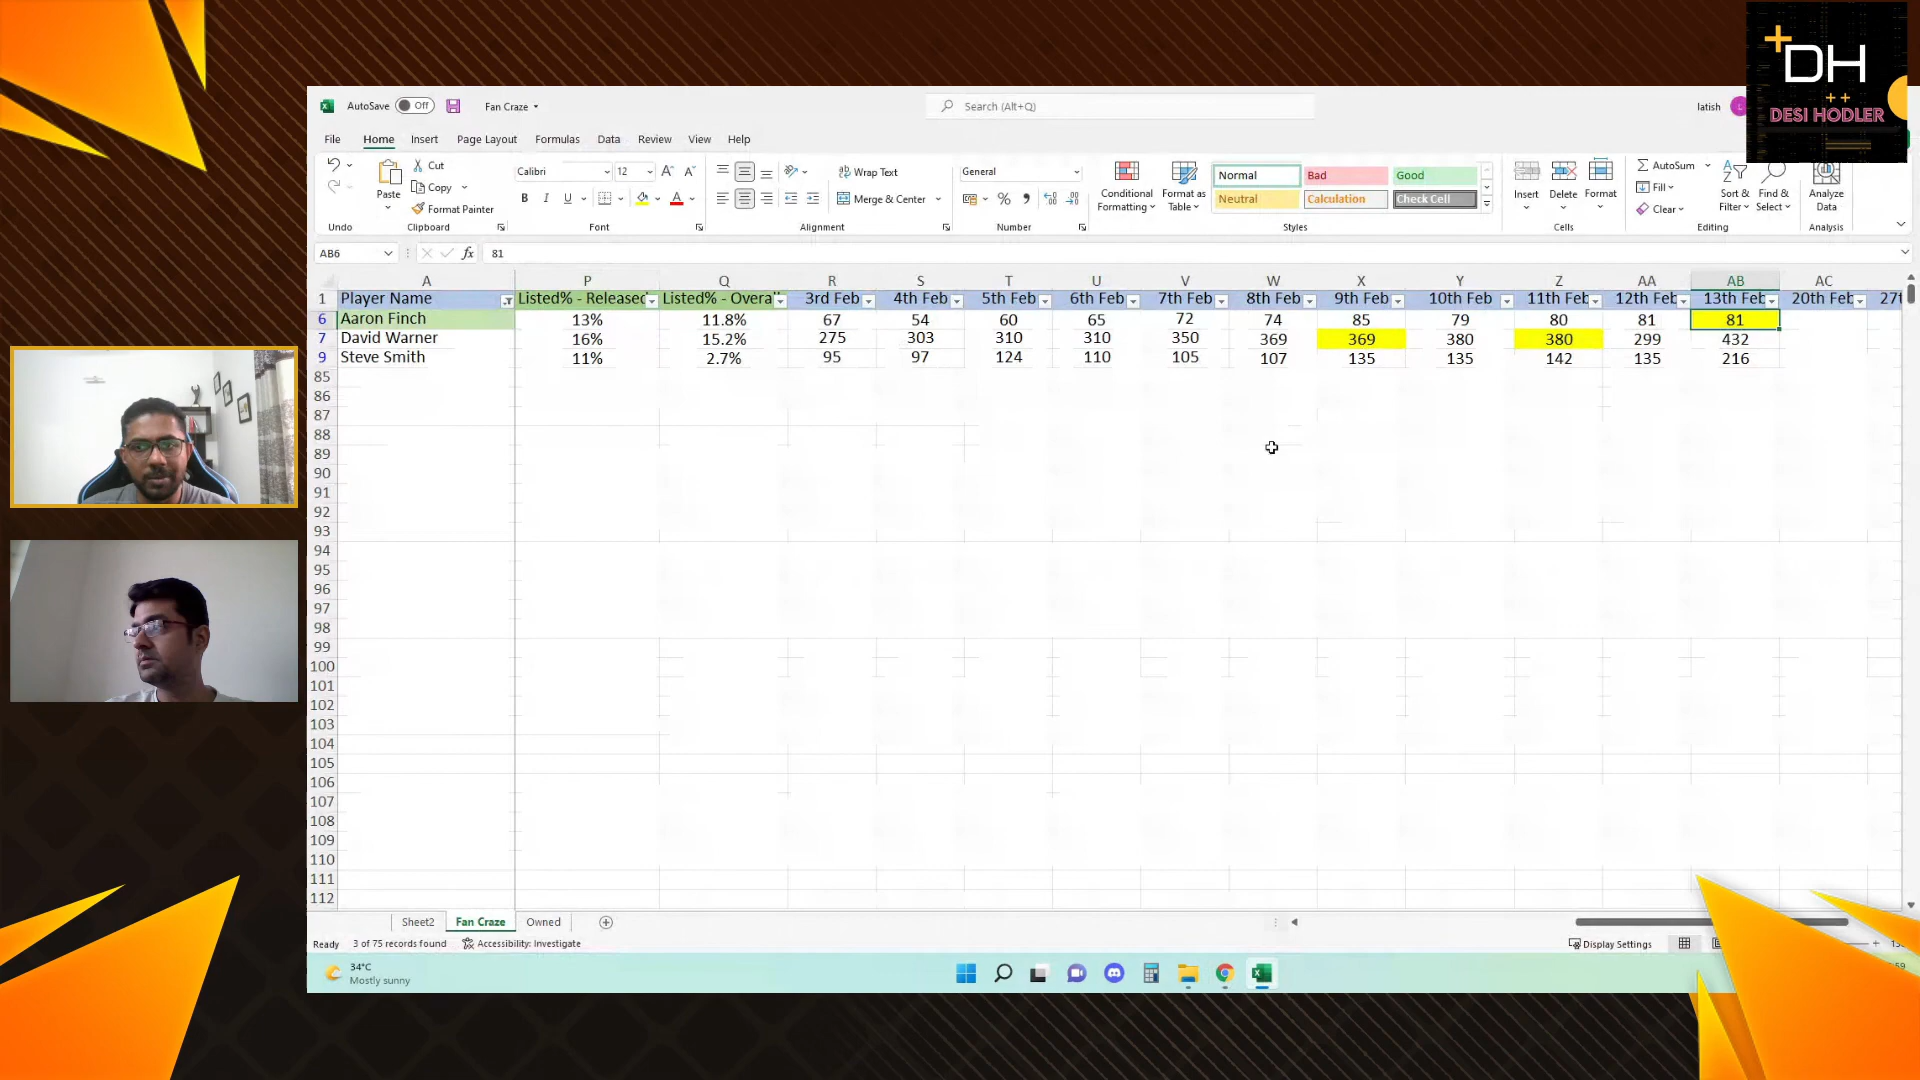 DH
DESI HODLER
AutoSave Off Fan Craze Search (Alt+Q) latish L
File Home Insert Page Layout Formulas Data Review View Help
Cut Calibri 12 Wrap Text General Normal Bad Good AutoSum
Paste Copy Conditional Formatting Format as Table Insert Delete Format Fill Sort & Filter Find & Select Analyze Data
Format Painter B I U A Merge & Center % Neutral Calculation Check Cell Clear
Undo Clipboard Font Alignment Number Styles Cells Editing Analysis
AB6 fx 81
A P Q R S T U V W X Y Z AA AB AC
1 Player Name Listed% - Released Listed% - Overal 3rd Feb 4th Feb 5th Feb 6th Feb 7th Feb 8th Feb 9th Feb 10th Feb 11th Feb 12th Feb 13th Feb 20th Feb 27t
6 Aaron Finch 13% 11.8% 67 54 60 65 72 74 85 79 80 81 81
7 David Warner 16% 15.2% 275 303 310 310 350 369 369 380 380 299 432
9 Steve Smith 11% 2.7% 95 97 124 110 105 107 135 135 142 135 216
85
86
87
88
89
90
91
92
93
94
95
96
97
98
99
100
101
102
103
104
105
106
107
108
109
110
111
112
Sheet2 Fan Craze Owned
Ready 3 of 75 records found Accessibility: Investigate Display Settings
34°C
Mostly sunny